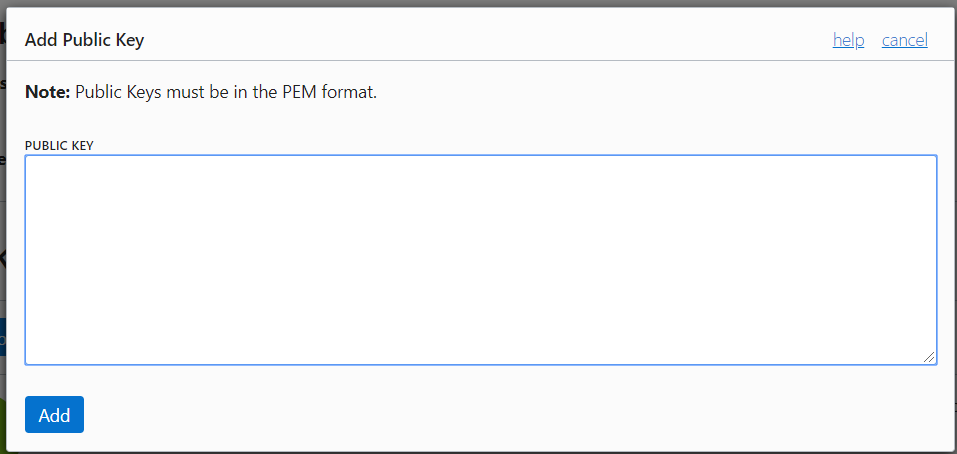 Add Public Key
help
cancel
Note: Public Keys must be in the PEM format.
PUBLIC KEY
Add